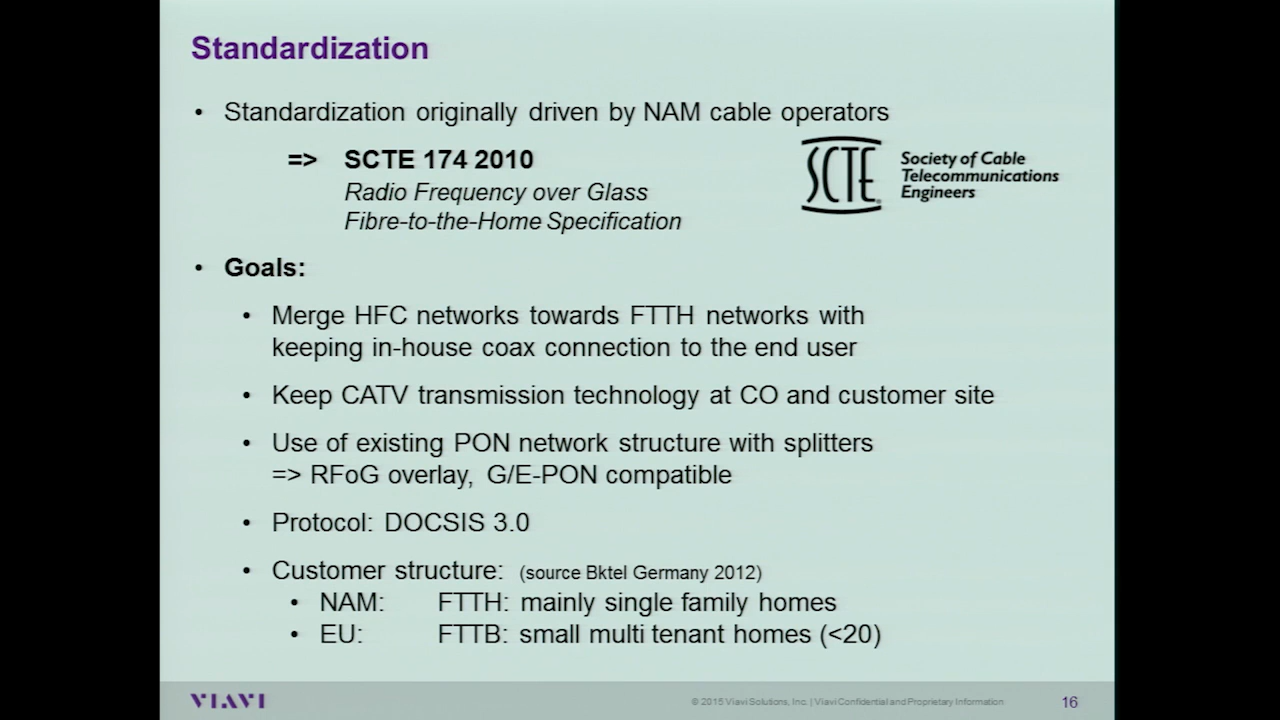 Standardization
• Standardization originally driven by NAM cable operators
=> SCTE 174 2010
Radio Frequency over Glass
Fibre-to-the-Home Specification
SCTE
Society of Cable
Telecommunications
Engineers
• Goals:
• Merge HFC networks towards FTTH networks with
keeping in-house coax connection to the end user
• Keep CATV transmission technology at CO and customer site
• Use of existing PON network structure with splitters
=> RFoG overlay, G/E-PON compatible
• Protocol: DOCSIS 3.0
• Customer structure: (source Bktel Germany 2012)
• NAM: FTTH: mainly single family homes
• EU: FTTB: small multi tenant homes (<20)
VIAVI
© 2015 Viavi Solutions, Inc. | Viavi Confidential and Proprietary Information
16